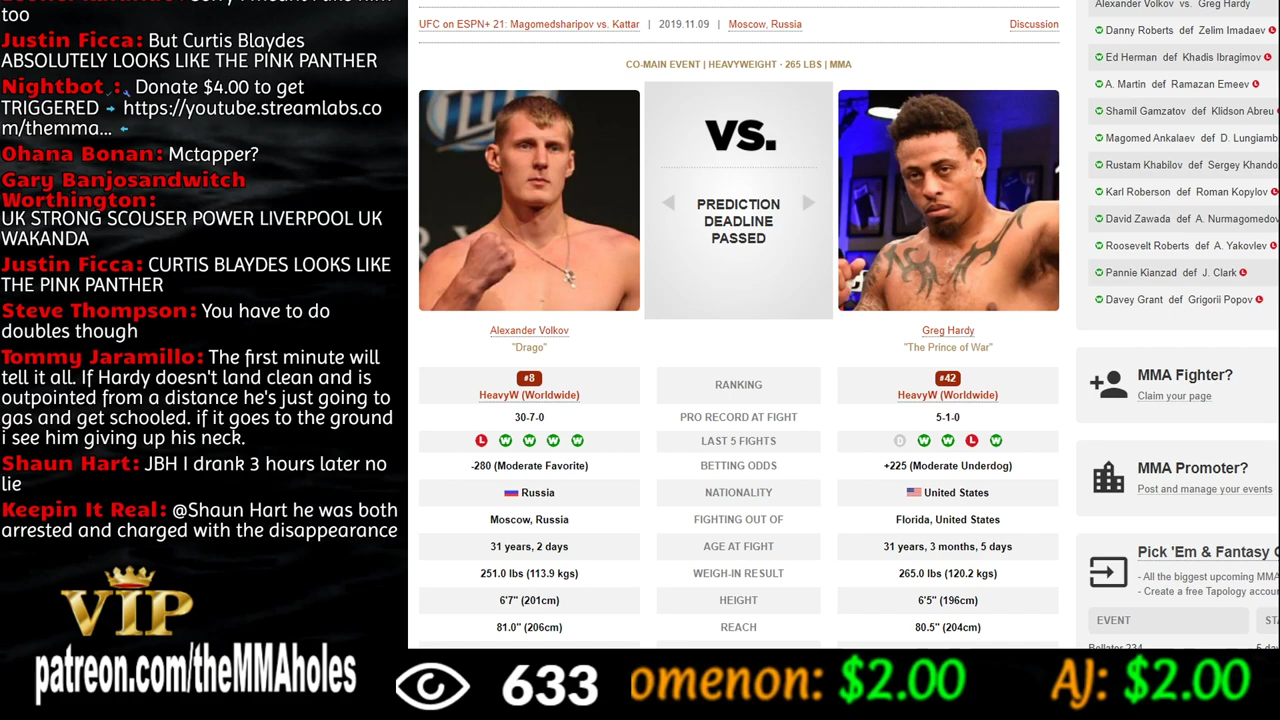 too
Justin Ficca: But Curtis Blaydes
ABSOLUTELY LOOKS LIKE THE PINK PANTHER
Nightbot : Donate $4.00 to get
TRIGGERED https://youtube.streamlabs.co
m/themma...
Ohana Bonan: Mctapper?
Gary Banjosandwitch
Worthington:
UK STRONG SCOUSER POWER LIVERPOOL UK
WAKANDA
Justin Ficca: CURTIS BLAYDES LOOKS LIKE
THE PINK PANTHER
Steve Thompson: You have to do
doubles though
Tommy Jaramillo: The first minute will
tell it all. If Hardy doesn't land clean and is
outpointed from a distance he's just going to
gas and get schooled. if it goes to the ground
i see him giving up his neck.
Shaun Hart: JBH I drank 3 hours later no
lie
Keepin It Real: @Shaun Hart he was both
arrested and charged with the disappearance
VIP
patreon.com/theMMAholes
UFC on ESPN+ 21: Magomedsharipov vs. Kattar | 2019.11.09 | Moscow, Russia
Discussion
CO-MAIN EVENT | HEAVYWEIGHT · 265 LBS | MMA
VS.
PREDICTION
DEADLINE
PASSED
Alexander Volkov
"Drago"
Greg Hardy
"The Prince of War"
#8 RANKING #42
HeavyW (Worldwide) HeavyW (Worldwide)
30-7-0 PRO RECORD AT FIGHT 5-1-0
L W W W W LAST 5 FIGHTS D W W L W
-280 (Moderate Favorite) BETTING ODDS +225 (Moderate Underdog)
Russia NATIONALITY United States
Moscow, Russia FIGHTING OUT OF Florida, United States
31 years, 2 days AGE AT FIGHT 31 years, 3 months, 5 days
251.0 lbs (113.9 kgs) WEIGH-IN RESULT 265.0 lbs (120.2 kgs)
6'7" (201cm) HEIGHT 6'5" (196cm)
81.0" (206cm) REACH 80.5" (204cm)
Alexander Volkov vs. Greg Hardy
W Danny Roberts def Zelim Imadaev L
W Ed Herman def Khadis Ibragimov L
W A. Martin def Ramazan Emeev L
W Shamil Gamzatov def Klidson Abreu L
W Magomed Ankalaev def D. Lungiamb
W Rustam Khabilov def Sergey Khando
W Karl Roberson def Roman Kopylov L
W David Zawada def A. Nurmagomedo
W Roosevelt Roberts def A. Yakovlev L
W Pannie Kianzad def J. Clark L
W Davey Grant def Grigorii Popov L
MMA Fighter?
Claim your page
MMA Promoter?
Post and manage your events
Pick 'Em & Fantasy
- All the biggest upcoming MMA
- Create a free Tapology accou
EVENT STA
Bellator 234
633
omenon: $2.00
AJ: $2.00